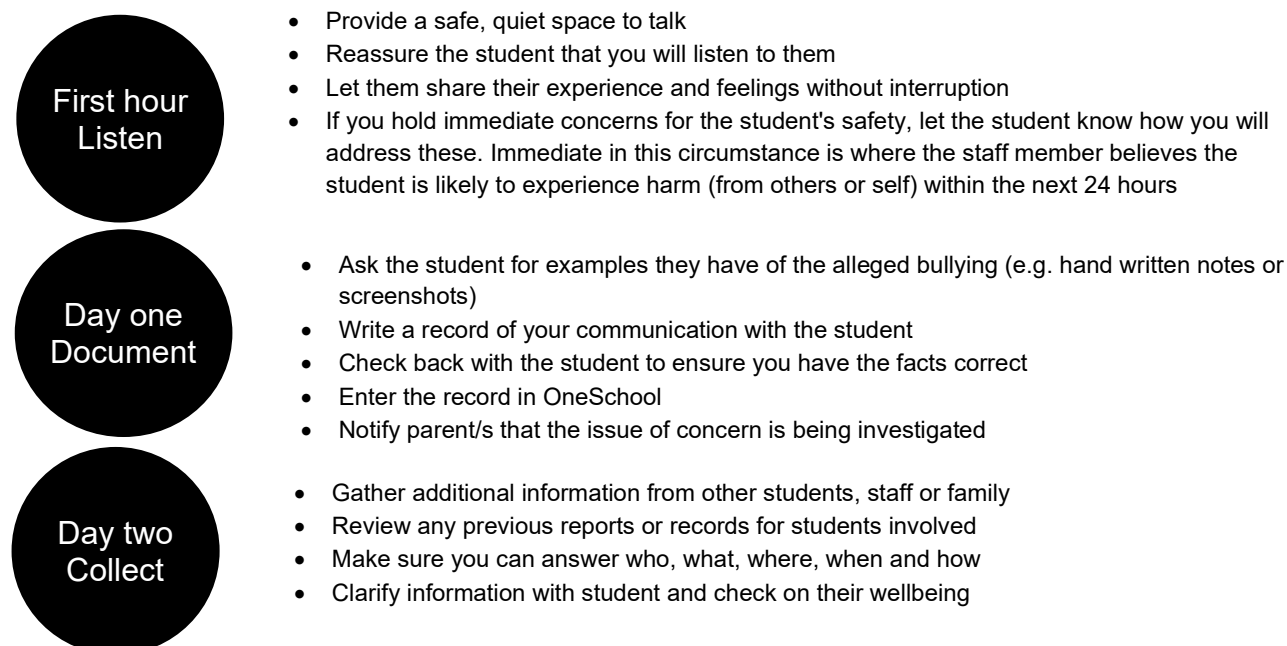 First hour
Listen
• Provide a safe, quiet space to talk
• Reassure the student that you will listen to them
• Let them share their experience and feelings without interruption
• If you hold immediate concerns for the student's safety, let the student know how you will
address these. Immediate in this circumstance is where the staff member believes the
student is likely to experience harm (from others or self) within the next 24 hours
Day one
Document
• Ask the student for examples they have of the alleged bullying (e.g. hand written notes or
screenshots)
• Write a record of your communication with the student
• Check back with the student to ensure you have the facts correct
• Enter the record in OneSchool
• Notify parent/s that the issue of concern is being investigated
Day two
Collect
• Gather additional information from other students, staff or family
• Review any previous reports or records for students involved
• Make sure you can answer who, what, where, when and how
• Clarify information with student and check on their wellbeing